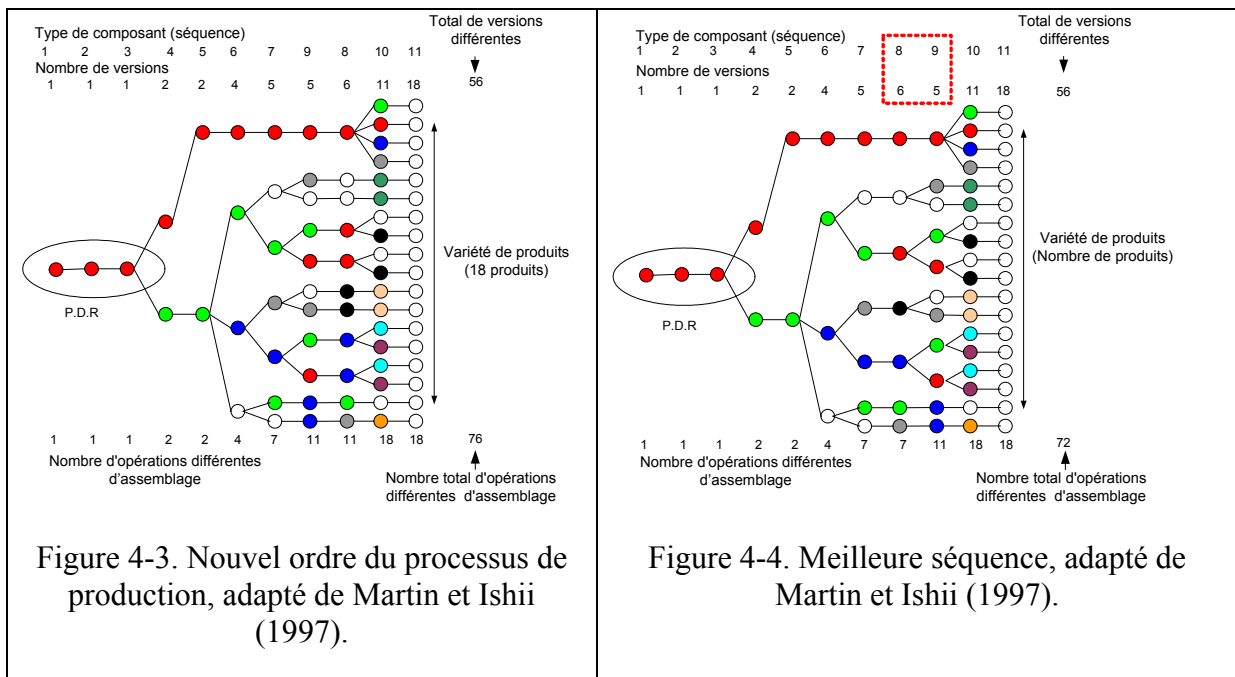 Type de composant (séquence)
1 2 3 4 5 6 7 9 8 10 11
Nombre de versions
1 1 1 2 2 4 5 5 6 11 18
Total de versions
différentes
56
P.D.R
Variété de produits
(18 produits)
1 1 1 2 2 4 7 11 11 18 18
76
Nombre d'opérations différentes
d'assemblage
Nombre total d'opérations
différentes d'assemblage
Figure 4-3. Nouvel ordre du processus de
production, adapté de Martin et Ishii
(1997).
Type de composant (séquence)
1 2 3 4 5 6 7 8 9 10 11
Nombre de versions
1 1 1 2 2 4 5 6 5 11 18
Total de versions
différentes
56
P.D.R
Variété de produits
(Nombre de produits)
1 1 1 2 2 4 7 7 11 18 18
72
Nombre d'opérations différentes
d'assemblage
Nombre total d'opérations
différentes d'assemblage
Figure 4-4. Meilleure séquence, adapté de
Martin et Ishii (1997).